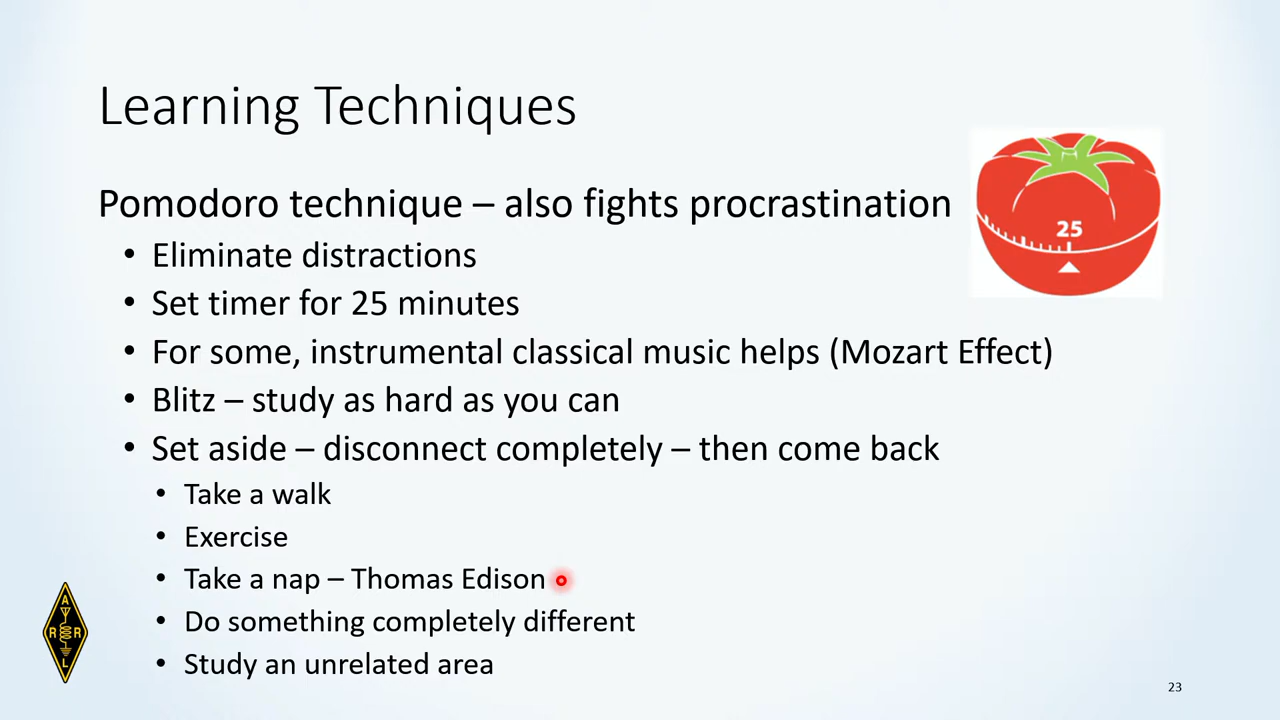 Learning Techniques
Pomodoro technique – also fights procrastination
25
• Eliminate distractions
• Set timer for 25 minutes
• For some, instrumental classical music helps (Mozart Effect)
• Blitz – study as hard as you can
• Set aside – disconnect completely – then come back
• Take a walk
• Exercise
• Take a nap – Thomas Edison
• Do something completely different
• Study an unrelated area
A
R R
L
23